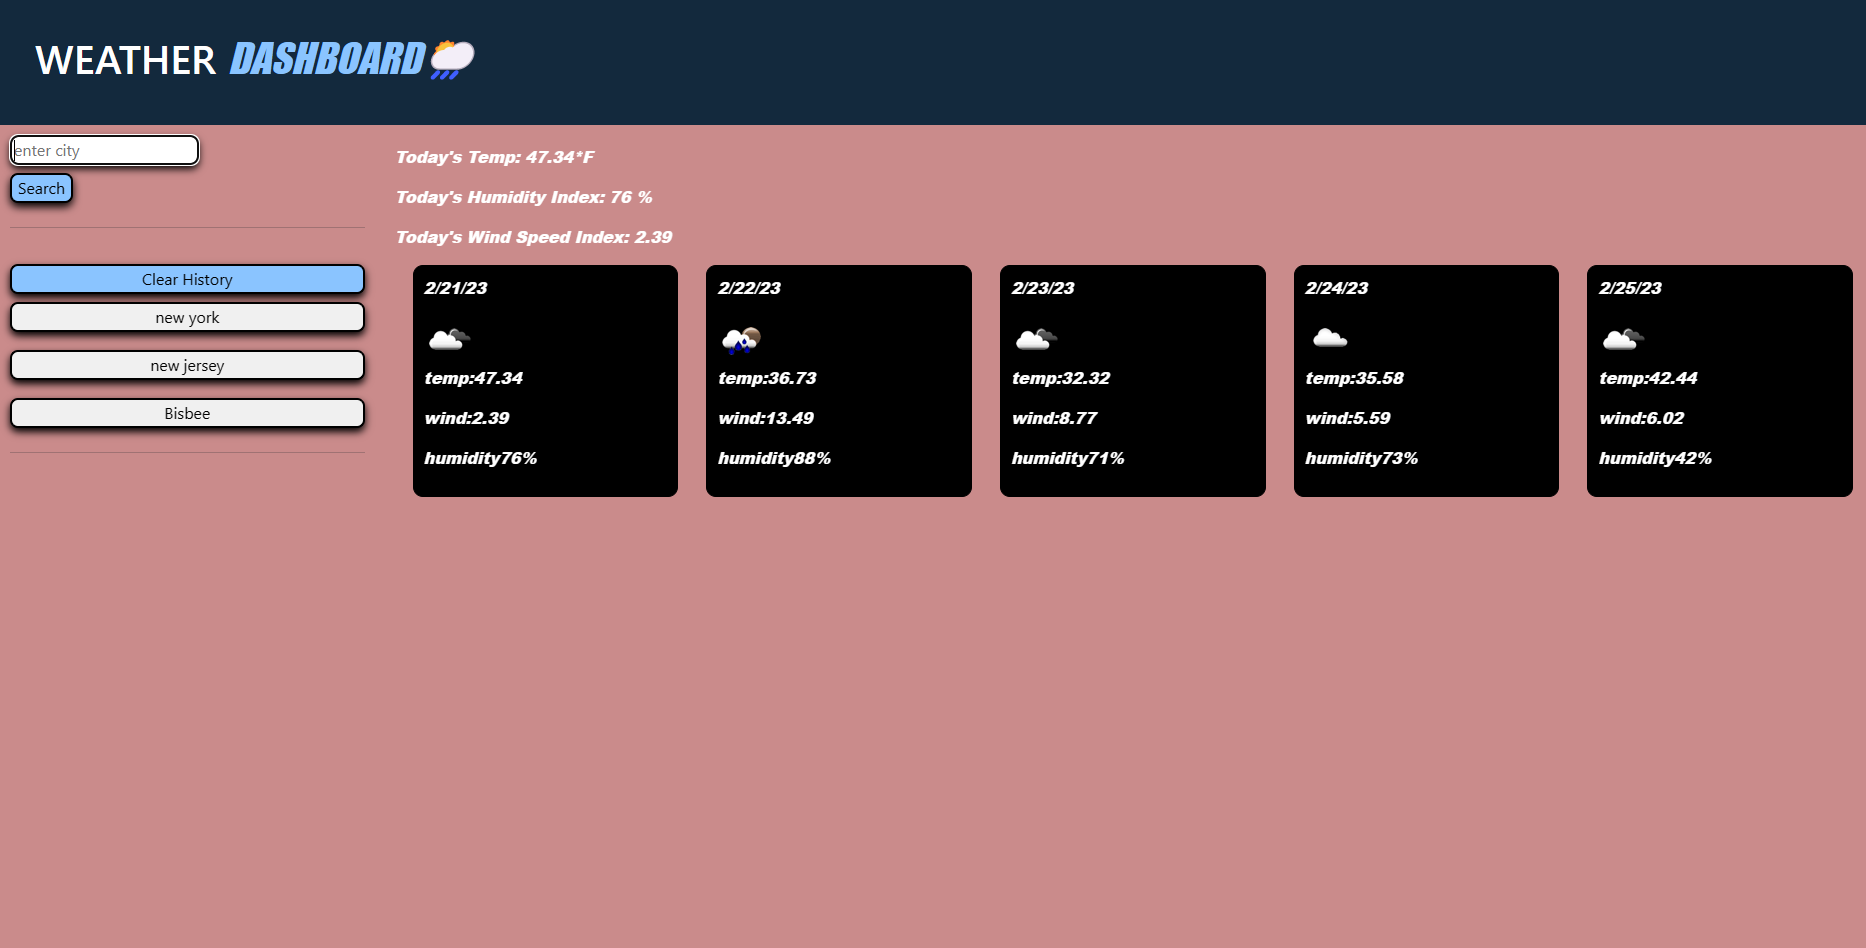 WEATHER DASHBOARD
enter city
Search
Clear History
new york
new jersey
Bisbee
Today's Temp: 47.34*F
Today's Humidity Index: 76 %
Today's Wind Speed Index: 2.39
2/21/23
temp:47.34
wind:2.39
humidity76%
2/22/23
temp:36.73
wind:13.49
humidity88%
2/23/23
temp:32.32
wind:8.77
humidity71%
2/24/23
temp:35.58
wind:5.59
humidity73%
2/25/23
temp:42.44
wind:6.02
humidity42%